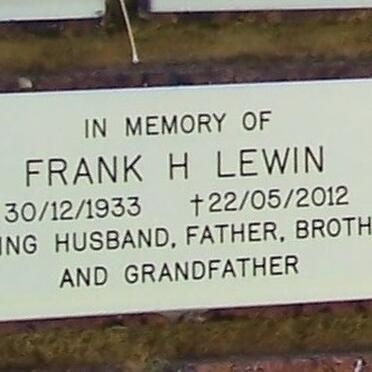 IN MEMORY OF
FRANK H LEWIN
30/12/1933 †22/05/2012
ING HUSBAND, FATHER, BROTH
AND GRANDFATHER